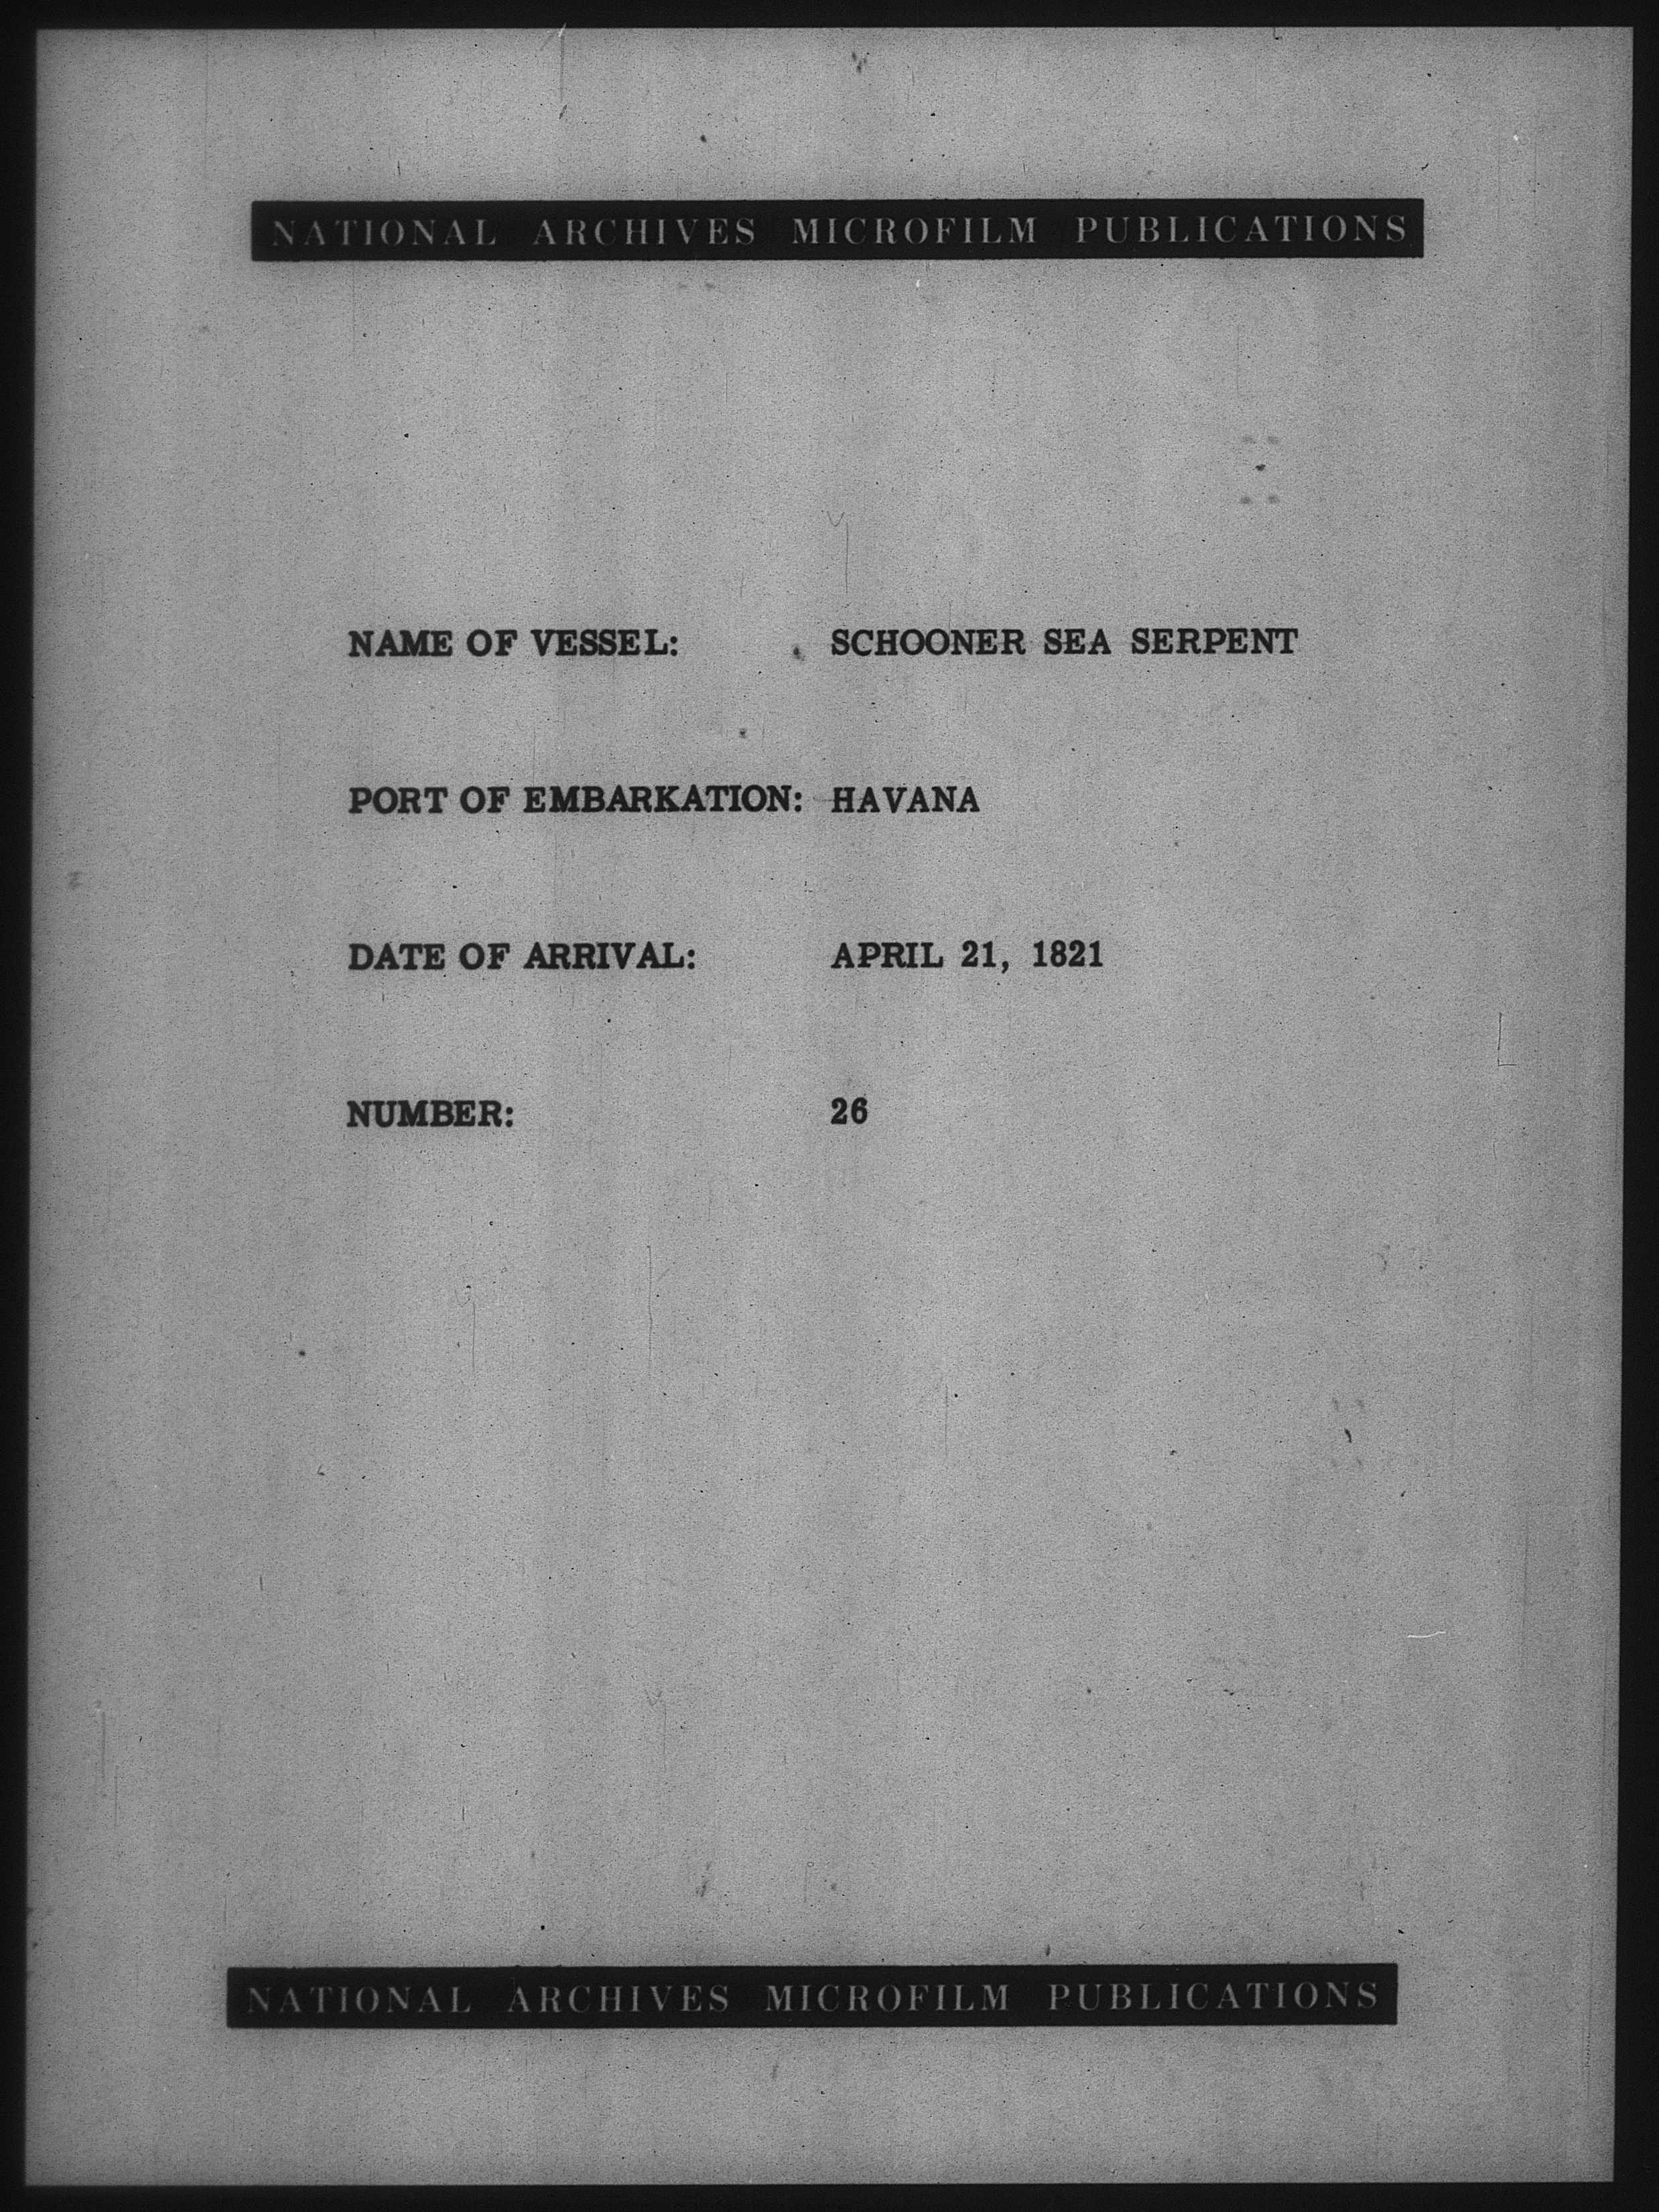 NATIONAL ARCHIVES MICROFILM PUBLICATIONS
NAME OF VESSEL: SCHOONER SEA SERPENT
PORT OF EMBARKATION: HAVANA
DATE OF ARRIVAL: APRIL 21, 1821
NUMBER: 26
NATIONAL ARCHIVES MICROFILM PUBLICATIONS